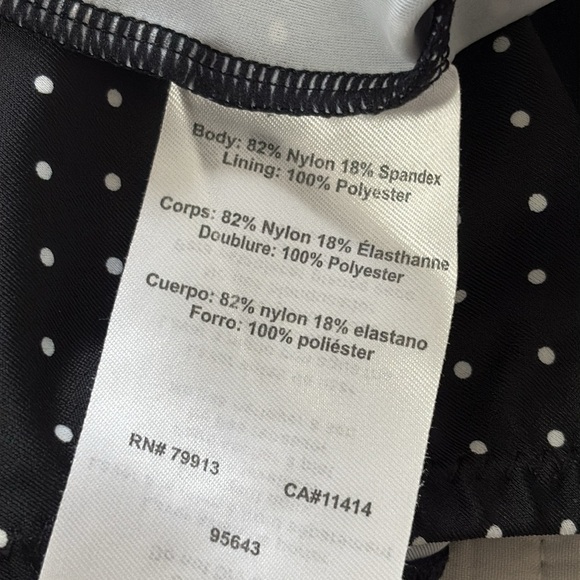 Body: 82% Nylon 18% Spandex
Lining: 100% Polyester
Corps: 82% Nylon 18% Élasthanne
Doublure: 100% Polyester
Cuerpo: 82% nylon 18% elastano
Forro: 100% poliéster
RN# 79913
CA#11414
95643